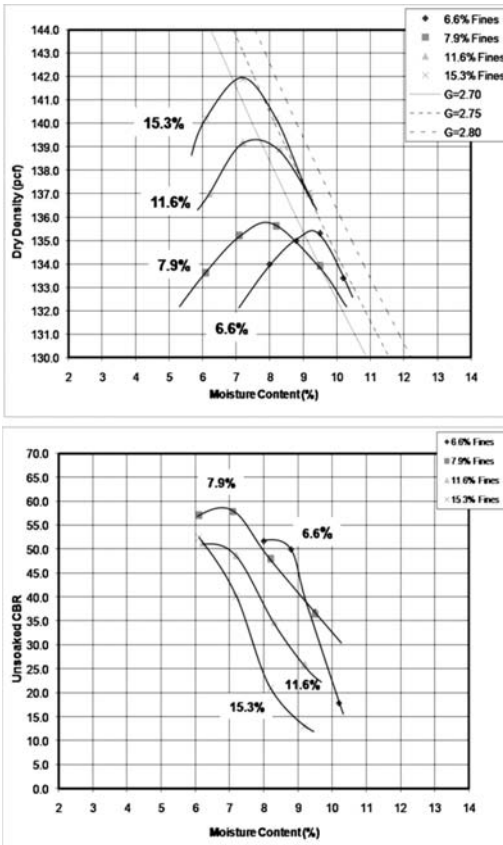 144.0
143.0
142.0
141.0
140.0
139.0
138.0
137.0
136.0
135.0
134.0
133.0
132.0
131.0
130.0
Dry Density (pcf)
15.3%
11.6%
7.9%
6.6%
6.6% Fines
7.9% Fines
11.6% Fines
15.3% Fines
G=2.70
G=2.75
G=2.80
2 3 4 5 6 7 8 9 10 11 12 13 14
Moisture Content (%)
70.0
65.0
60.0
55.0
50.0
45.0
40.0
35.0
30.0
25.0
20.0
15.0
10.0
5.0
0.0
Unsoaked CBR
7.9%
6.6%
11.6%
15.3%
6.6% Fines
7.9% Fines
11.6% Fines
15.3% Fines
2 3 4 5 6 7 8 9 10 11 12 13 14
Moisture Content (%)